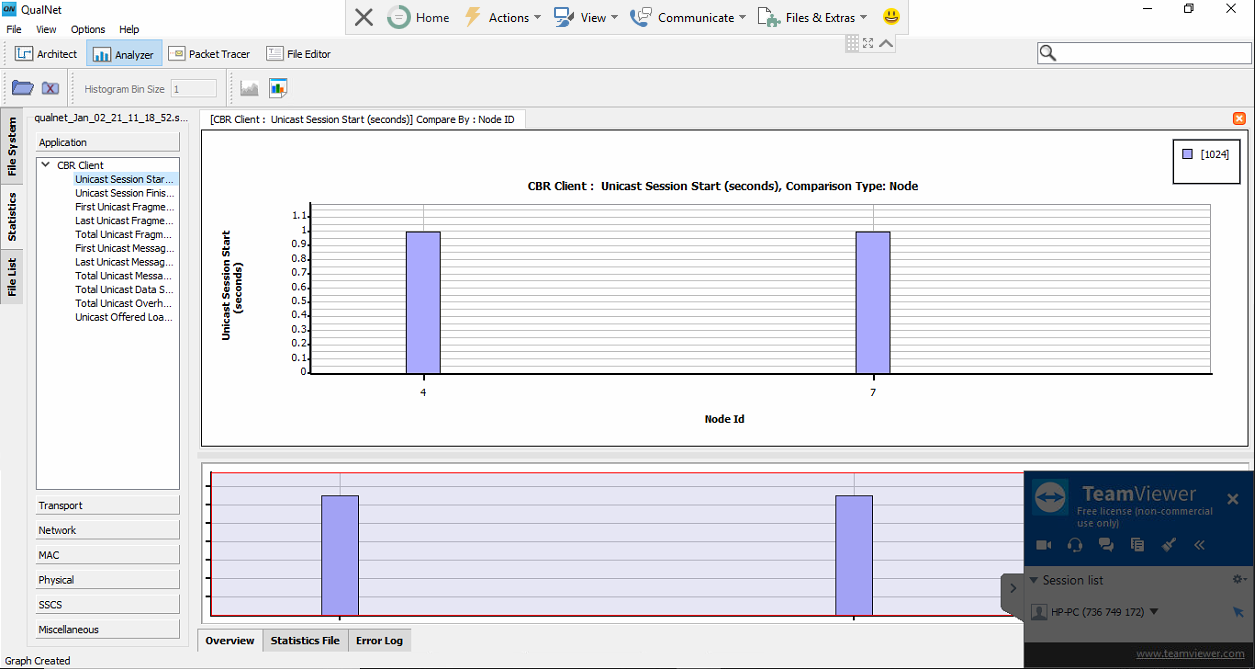 QN QualNet
Home Actions View Communicate Files & Extras
File View Options Help
Architect Analyzer Packet Tracer File Editor
Histogram Bin Size 1
File System
Statistics
File List
qualnet_Jan_02_21_11_18_52.s...
Application
CBR Client
Unicast Session Star...
Unicast Session Finis...
First Unicast Fragme...
Last Unicast Fragme...
Total Unicast Fragm...
First Unicast Messag...
Last Unicast Messag...
Total Unicast Messa...
Total Unicast Data S...
Total Unicast Overh...
Unicast Offered Loa...
Transport
Network
MAC
Physical
SSCS
Miscellaneous
[CBR Client : Unicast Session Start (seconds)] Compare By : Node ID
[1024]
CBR Client : Unicast Session Start (seconds), Comparison Type: Node
Unicast Session Start
(seconds)
1.1
1
0.9
0.8
0.7
0.6
0.5
0.4
0.3
0.2
0.1
0
4 7
Node Id
TeamViewer
Free license (non-commercial
use only)
Session list
HP-PC (736 749 172)
www.teamviewer.com
Overview Statistics File Error Log
Graph Created